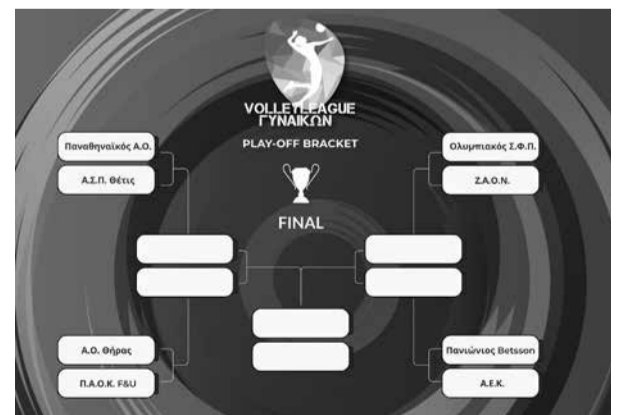 VOLLEYLEAGUE
ΓΥΝΑΙΚΩΝ
PLAY-OFF BRACKET
FINAL
Παναθηναϊκός Α.Ο.
Α.Σ.Π. Θέτις
Ολυμπιακός Σ.Φ.Π.
Ζ.Α.Ο.Ν.
Α.Ο. Θήρας
Π.Α.Ο.Κ. F&U
Πανιώνιος Betsson
Α.Ε.Κ.